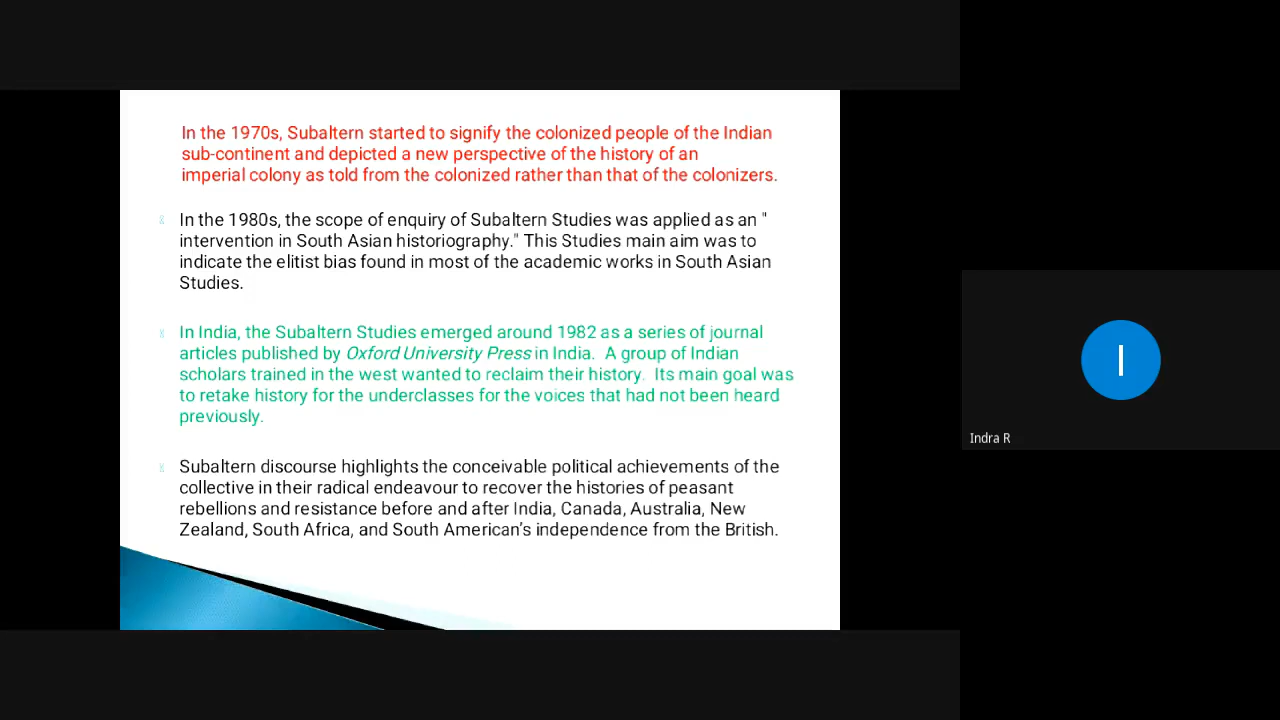 In the 1970s, Subaltern started to signify the colonized people of the Indian
sub-continent and depicted a new perspective of the history of an
imperial colony as told from the colonized rather than that of the colonizers.
In the 1980s, the scope of enquiry of Subaltern Studies was applied as an "
intervention in South Asian historiography." This Studies main aim was to
indicate the elitist bias found in most of the academic works in South Asian
Studies.
In India, the Subaltern Studies emerged around 1982 as a series of journal
articles published by Oxford University Press in India.  A group of Indian
scholars trained in the west wanted to reclaim their history.  Its main goal was
to retake history for the underclasses for the voices that had not been heard
previously.
Subaltern discourse highlights the conceivable political achievements of the
collective in their radical endeavour to recover the histories of peasant
rebellions and resistance before and after India, Canada, Australia, New
Zealand, South Africa, and South American's independence from the British.
I
Indra R